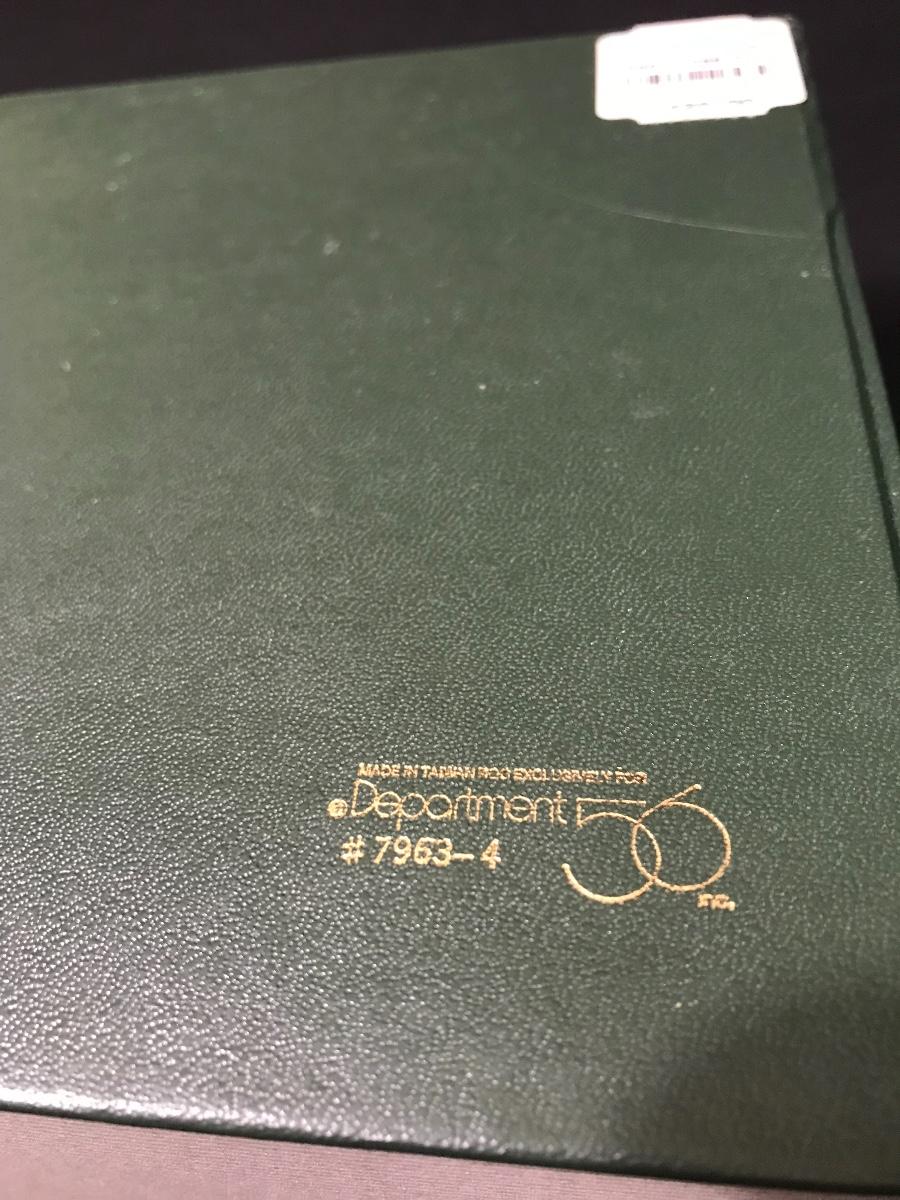 MADE IN TAIWAN ROC EXCLUSIVELY FOR
Department 56
#7963-4
INC.